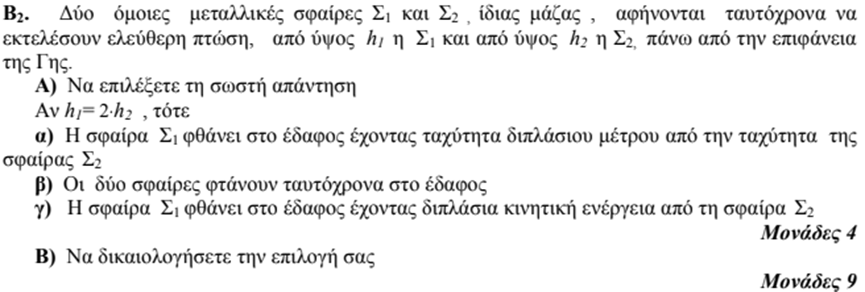 Β₂. Δύο όμοιες μεταλλικές σφαίρες Σ₁ και Σ₂ , ίδιας μάζας , αφήνονται ταυτόχρονα να
εκτελέσουν ελεύθερη πτώση, από ύψος h₁ η Σ₁ και από ύψος h₂ η Σ₂, πάνω από την επιφάνεια
της Γης.
Α) Να επιλέξετε τη σωστή απάντηση
Αν h₁= 2·h₂ , τότε
α) Η σφαίρα Σ₁ φθάνει στο έδαφος έχοντας ταχύτητα διπλάσιου μέτρου από την ταχύτητα της
σφαίρας Σ₂
β) Οι δύο σφαίρες φτάνουν ταυτόχρονα στο έδαφος
γ) Η σφαίρα Σ₁ φθάνει στο έδαφος έχοντας διπλάσια κινητική ενέργεια από τη σφαίρα Σ₂
Μονάδες 4
Β) Να δικαιολογήσετε την επιλογή σας
Μονάδες 9